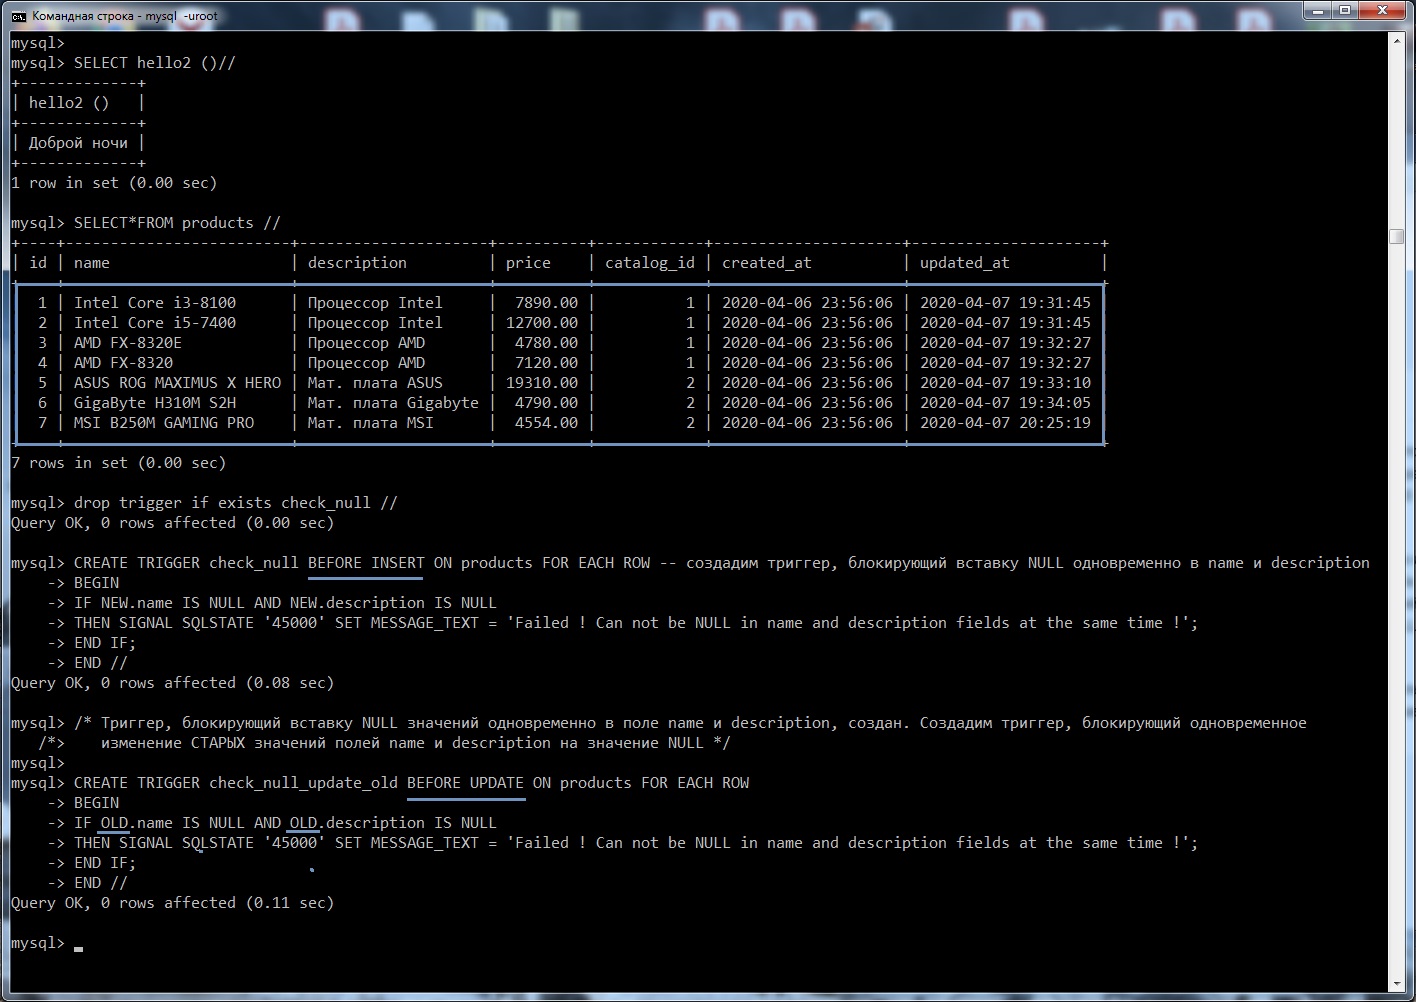 Командная строка - mysql  -uroot
mysql>
mysql> SELECT hello2 ()//
+-------------+
| hello2 ()   |
+-------------+
| Доброй ночи |
+-------------+
1 row in set (0.00 sec)
mysql> SELECT*FROM products //
+----+-------------------------+----------------------+----------+------------+---------------------+---------------------+
| id | name                    | description          | price    | catalog_id | created_at          | updated_at          |
| 1 | Intel Core i3-8100      | Процессор Intel      |  7890.00 |          1 | 2020-04-06 23:56:06 | 2020-04-07 19:31:45 |
| 2 | Intel Core i5-7400      | Процессор Intel      | 12700.00 |          1 | 2020-04-06 23:56:06 | 2020-04-07 19:31:45 |
| 3 | AMD FX-8320E            | Процессор AMD        |  4780.00 |          1 | 2020-04-06 23:56:06 | 2020-04-07 19:32:27 |
| 4 | AMD FX-8320             | Процессор AMD        |  7120.00 |          1 | 2020-04-06 23:56:06 | 2020-04-07 19:32:27 |
| 5 | ASUS ROG MAXIMUS X HERO | Мат. плата ASUS      | 19310.00 |          2 | 2020-04-06 23:56:06 | 2020-04-07 19:33:10 |
| 6 | GigaByte H310M S2H      | Мат. плата Gigabyte  |  4790.00 |          2 | 2020-04-06 23:56:06 | 2020-04-07 19:34:05 |
| 7 | MSI B250M GAMING PRO    | Мат. плата MSI       |  4554.00 |          2 | 2020-04-06 23:56:06 | 2020-04-07 20:25:19 |
7 rows in set (0.00 sec)
mysql> drop trigger if exists check_null //
Query OK, 0 rows affected (0.00 sec)
mysql> CREATE TRIGGER check_null BEFORE INSERT ON products FOR EACH ROW -- создадим триггер, блокирующий вставку NULL одновременно в name и description
    -> BEGIN
    -> IF NEW.name IS NULL AND NEW.description IS NULL
    -> THEN SIGNAL SQLSTATE '45000' SET MESSAGE_TEXT = 'Failed ! Can not be NULL in name and description fields at the same time !';
    -> END IF;
    -> END //
Query OK, 0 rows affected (0.08 sec)
mysql> /* Триггер, блокирующий вставку NULL значений одновременно в поле name и description, создан. Создадим триггер, блокирующий одновременное
   /*>    изменение СТАРЫХ значений полей name и description на значение NULL */
mysql>
mysql> CREATE TRIGGER check_null_update_old BEFORE UPDATE ON products FOR EACH ROW
    -> BEGIN
    -> IF OLD.name IS NULL AND OLD.description IS NULL
    -> THEN SIGNAL SQLSTATE '45000' SET MESSAGE_TEXT = 'Failed ! Can not be NULL in name and description fields at the same time !';
    -> END IF;
    -> END //
Query OK, 0 rows affected (0.11 sec)
mysql>